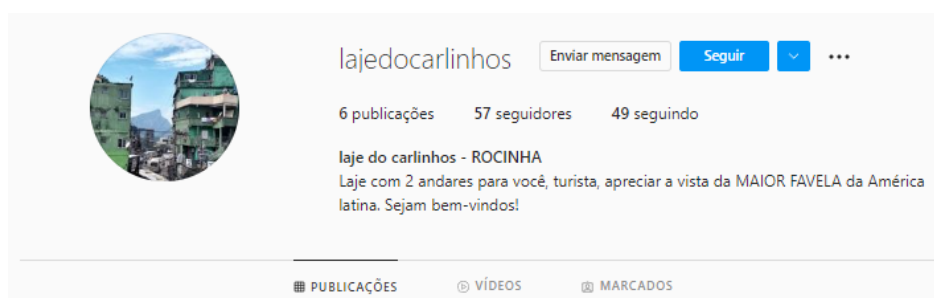 lajedocarlinhos Enviar mensagem Seguir
6 publicações 57 seguidores 49 seguindo
laje do carlinhos - ROCINHA
Laje com 2 andares para você, turista, apreciar a vista da MAIOR FAVELA da América
latina. Sejam bem-vindos!
PUBLICAÇÕES VÍDEOS MARCADOS